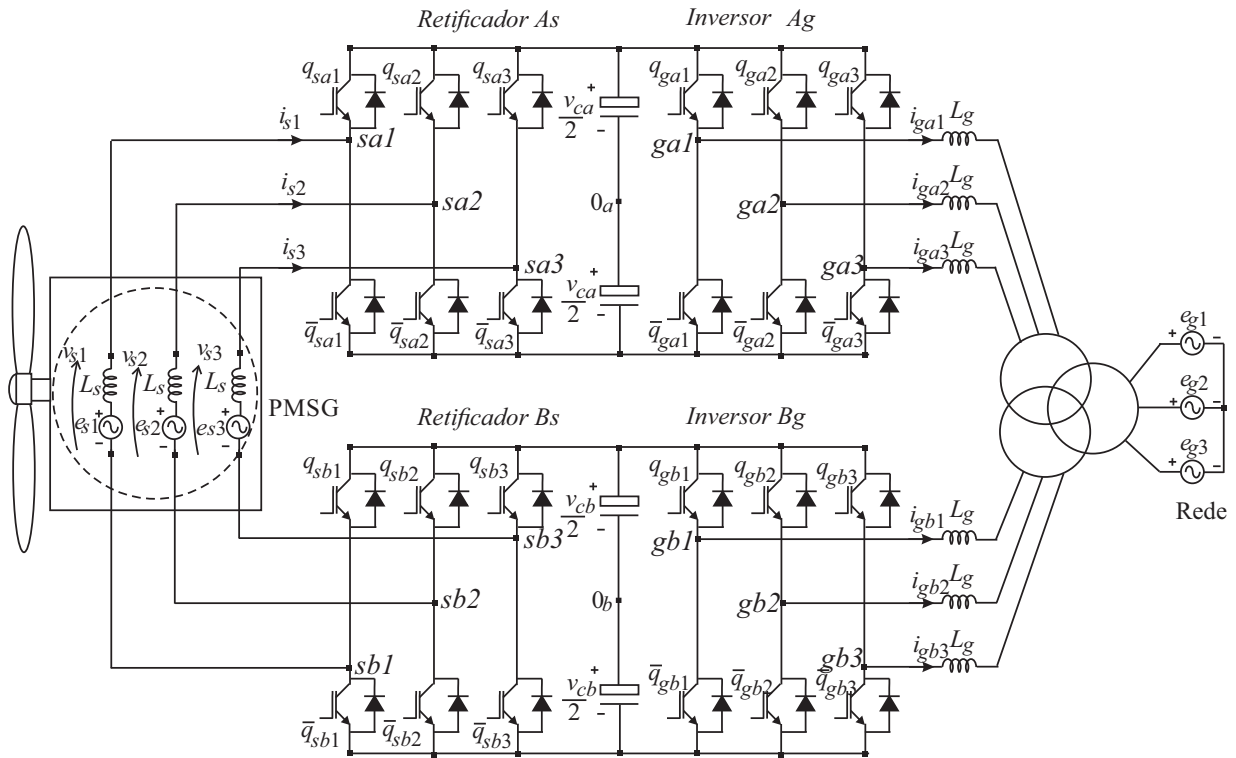 Retificador As
Inversor Ag
q_sa1 q_sa2 q_sa3
v_ca/2 + -
q_ga1 q_ga2 q_ga3
i_s1
sa1
ga1
i_ga1 L_g
i_s2
sa2
0_a
ga2
i_ga2 L_g
i_s3
sa3
v_ca/2 + -
ga3
i_ga3 L_g
q̅_sa1 q̅_sa2 q̅_sa3
q̅_ga1 q̅_ga2 q̅_ga3
v_s1 v_s2 v_s3
L_s L_s L_s
e_s1 + - e_s2 + - e_s3 + -
PMSG
e_g1 + -
e_g2 + -
e_g3 + -
Rede
Retificador Bs
Inversor Bg
q_sb1 q_sb2 q_sb3
v_cb/2 + -
q_gb1 q_gb2 q_gb3
sb3
gb1
i_gb1 L_g
sb2
0_b
gb2
i_gb2 L_g
sb1
gb3
i_gb3 L_g
v_cb/2 + -
q̅_sb1 q̅_sb2 q̅_sb3
q̅_gb1 q̅_gb2 q̅_gb3